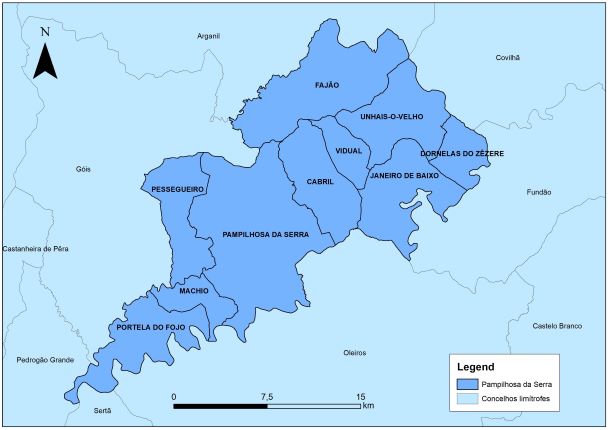 N
Arganil
Covilhã
FAJÃO
UNHAIS-O-VELHO
VIDUAL
DORNELAS DO ZÊZERE
Góis
JANEIRO DE BAIXO
CABRIL
PESSEGUEIRO
Fundão
PAMPILHOSA DA SERRA
Castanheira de Pêra
MACHIO
PORTELA DO FOJO
Castelo Branco
Oleiros
Pedrogão Grande
Legend
Pampilhosa da Serra
Concelhos limítrofes
0 7,5 15
km
Sertã